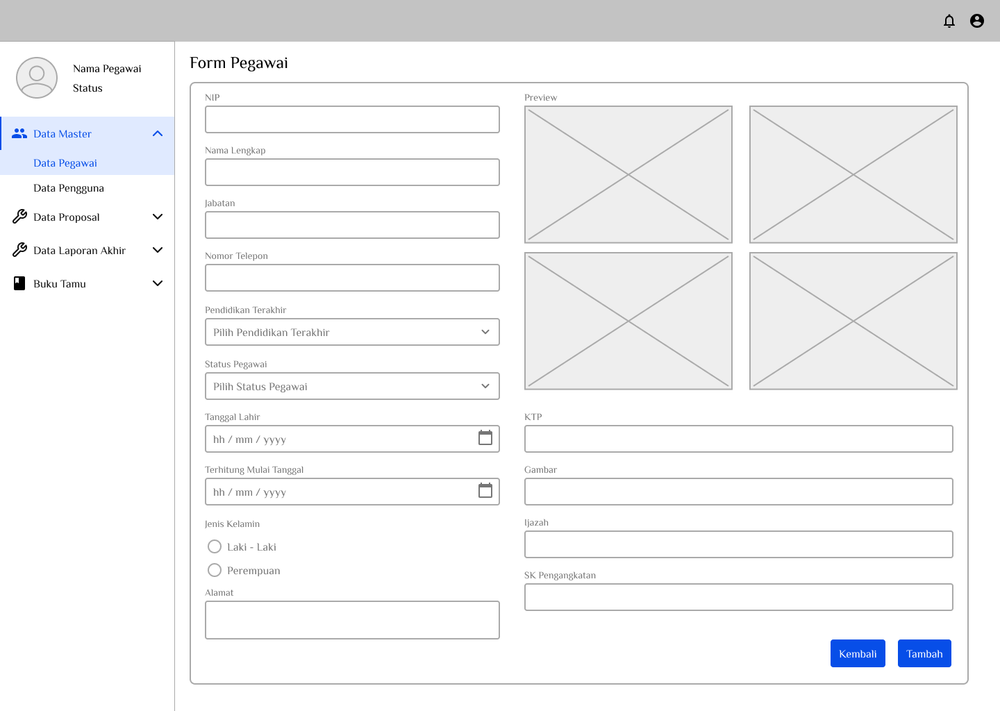 Nama Pegawai
Status
Data Master
Data Pegawai
Data Pengguna
Data Proposal
Data Laporan Akhir
Buku Tamu
Form Pegawai
NIP
Nama Lengkap
Jabatan
Nomor Telepon
Pendidikan Terakhir
Pilih Pendidikan Terakhir
Status Pegawai
Pilih Status Pegawai
Tanggal Lahir
hh / mm / yyyy
Terhitung Mulai Tanggal
hh / mm / yyyy
Jenis Kelamin
Laki - Laki
Perempuan
Alamat
Preview
KTP
Gambar
Ijazah
SK Pengangkatan
Kembali
Tambah